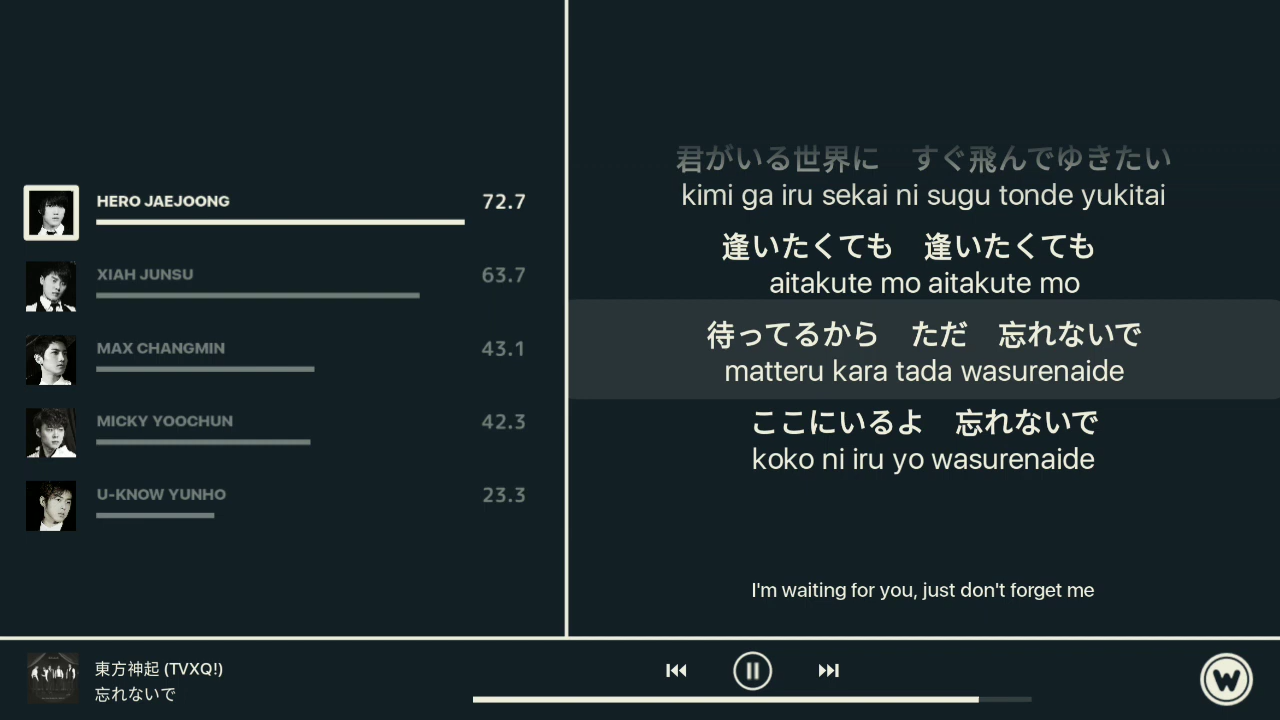 HERO JAEJOONG 72.7
XIAH JUNSU 63.7
MAX CHANGMIN 43.1
MICKY YOOCHUN 42.3
U-KNOW YUNHO 23.3
君がいる世界に　すぐ飛んでゆきたい
kimi ga iru sekai ni sugu tonde yukitai
逢いたくても　逢いたくても
aitakute mo aitakute mo
待ってるから　ただ　忘れないで
matteru kara tada wasurenaide
ここにいるよ　忘れないで
koko ni iru yo wasurenaide
I'm waiting for you, just don't forget me
東方神起 (TVXQ!)
忘れないで
W